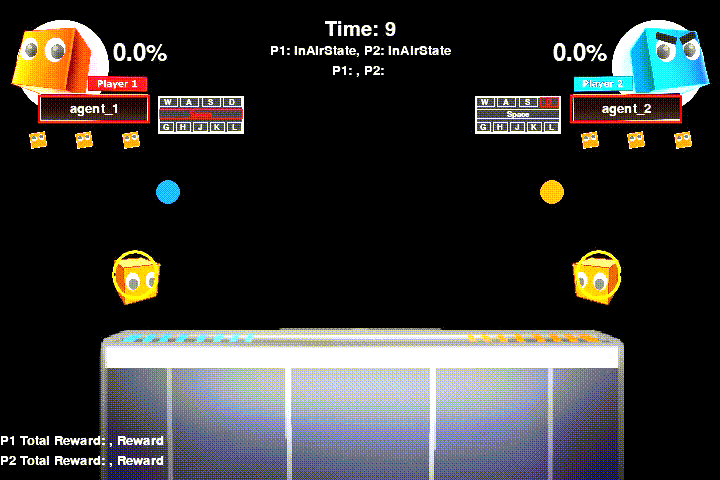 Time: 9
P1: InAirState, P2: InAirState
P1: , P2:
0.0%
0.0%
Player 1
Player 2
agent_1
agent_2
W A S D
G H J K L
W A S
Space
G H J K L
P1 Total Reward: , Reward
P2 Total Reward: , Reward